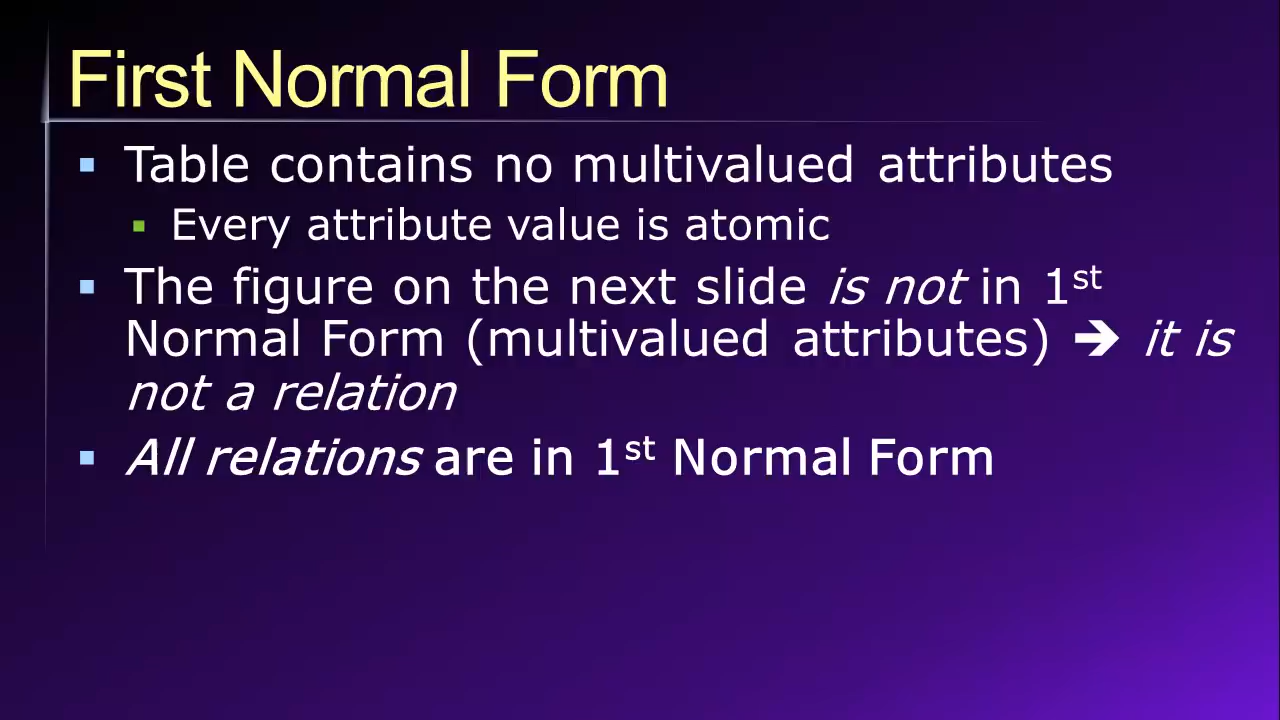 First Normal Form
▪ Table contains no multivalued attributes
▪ Every attribute value is atomic
▪ The figure on the next slide is not in 1st
Normal Form (multivalued attributes) ➔ it is
not a relation
▪ All relations are in 1st Normal Form